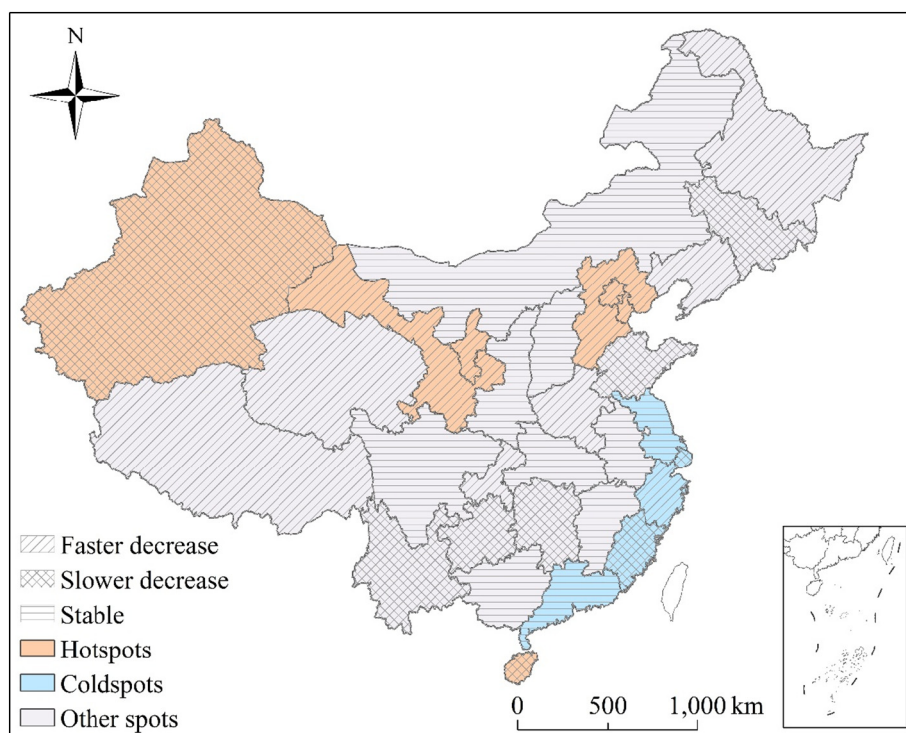 N
Faster decrease
Slower decrease
Stable
Hotspots
Coldspots
Other spots
0 500 1,000 km